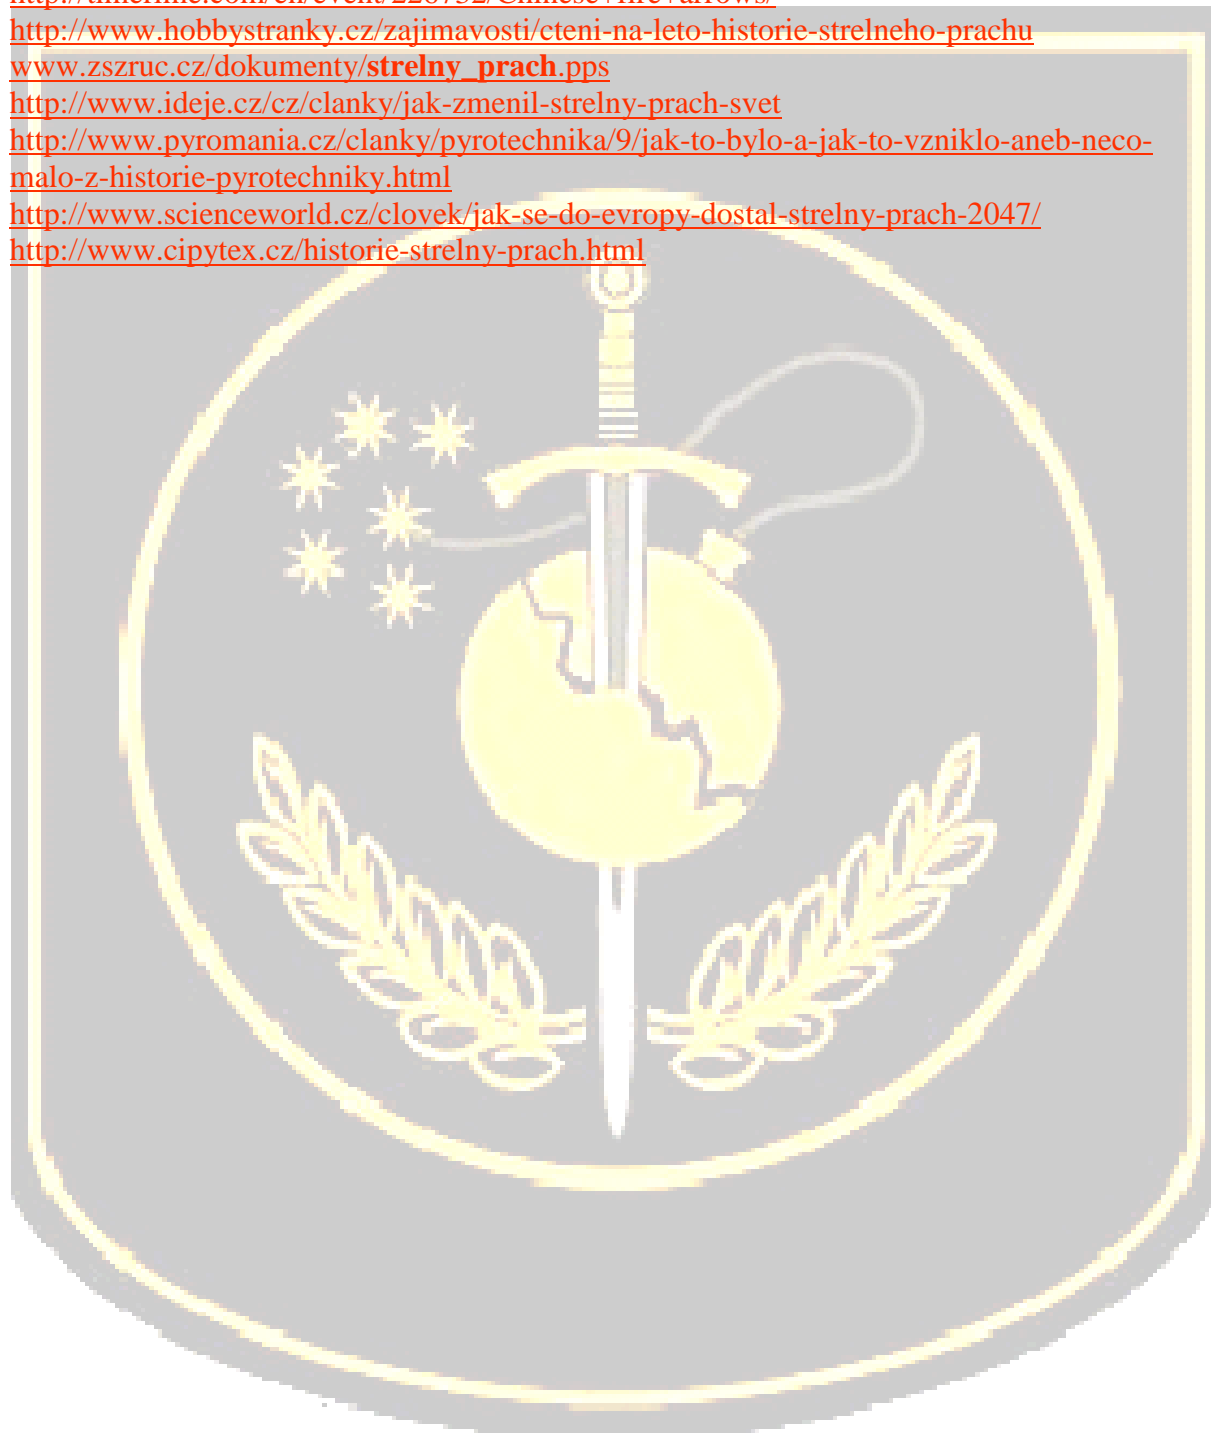 http://www.hobbystranky.cz/zajimavosti/cteni-na-leto-historie-strelneho-prachu
www.zszruc.cz/dokumenty/strelny_prach.pps
http://www.ideje.cz/cz/clanky/jak-zmenil-strelny-prach-svet
http://www.pyromania.cz/clanky/pyrotechnika/9/jak-to-bylo-a-jak-to-vzniklo-aneb-neco-
malo-z-historie-pyrotechniky.html
http://www.scienceworld.cz/clovek/jak-se-do-evropy-dostal-strelny-prach-2047/
http://www.cipytex.cz/historie-strelny-prach.html